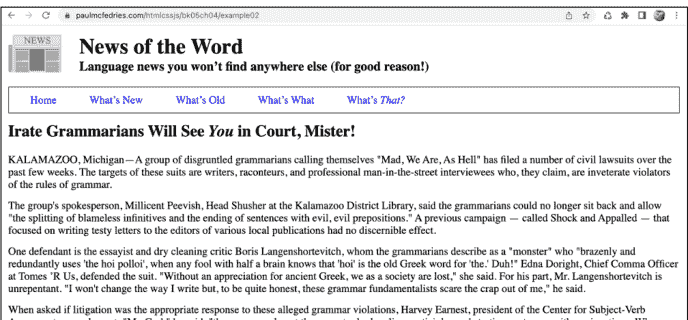 paulmcfedries.com/htmlcssjs/bk05ch04/example02
NEWS
News of the Word
Language news you won't find anywhere else (for good reason!)
Home What's New What's Old What's What What's That?
Irate Grammarians Will See You in Court, Mister!
KALAMAZOO, Michigan—A group of disgruntled grammarians calling themselves "Mad, We Are, As Hell" has filed a number of civil lawsuits over the
past few weeks. The targets of these suits are writers, raconteurs, and professional man-in-the-street interviewees who, they claim, are inveterate violators
of the rules of grammar.
The group's spokesperson, Millicent Peevish, Head Shusher at the Kalamazoo District Library, said the grammarians could no longer sit back and allow
"the splitting of blameless infinitives and the ending of sentences with evil, evil prepositions." A previous campaign — called Shock and Appalled — that
focused on writing testy letters to the editors of various local publications had no discernible effect.
One defendant is the essayist and dry cleaning critic Boris Langenshortevitch, whom the grammarians describe as a "monster" who "brazenly and
redundantly uses 'the hoi polloi', when any fool with half a brain knows that 'hoi' is the old Greek word for 'the.' Duh!" Edna Doright, Chief Comma Officer
at Tomes 'R Us, defended the suit. "Without an appreciation for ancient Greek, we as a society are lost," she said. For his part, Mr. Langenshortevitch is
unrepentant. "I won't change the way I write but, to be quite honest, these grammar fundamentalists scare the crap out of me," he said.
When asked if litigation was the appropriate response to these alleged grammar violations, Harvey Earnest, president of the Center for Subject-Verb